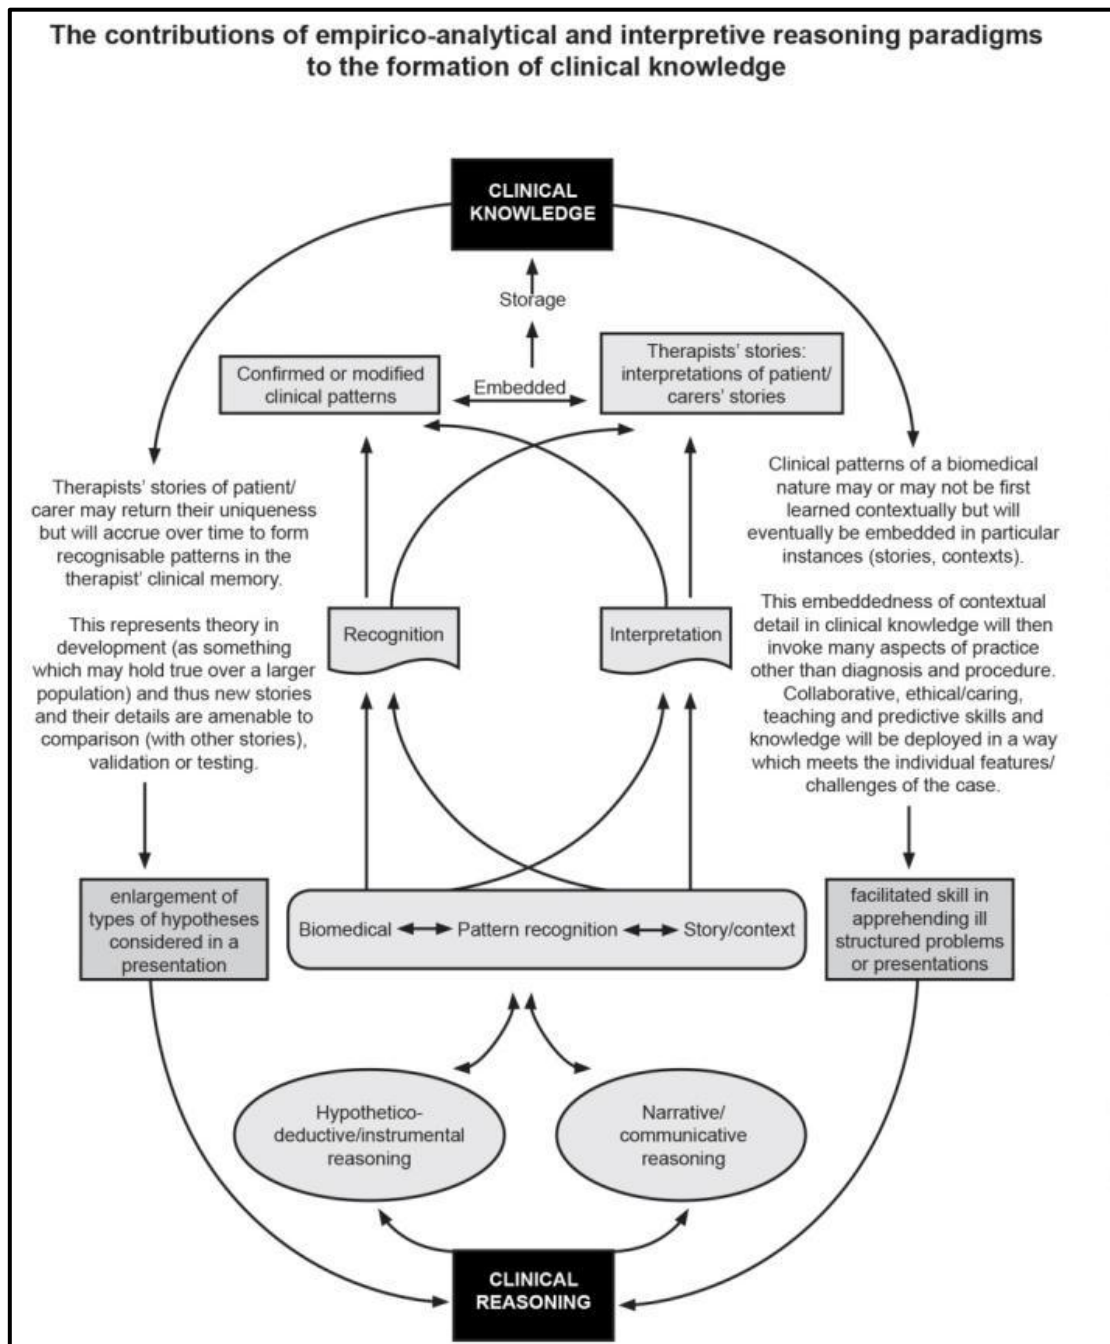 The contributions of empirico-analytical and interpretive reasoning paradigms
to the formation of clinical knowledge
CLINICAL
KNOWLEDGE
Storage
Confirmed or modified
clinical patterns
Embedded
Therapists' stories:
interpretations of patient/
carers' stories
Therapists' stories of patient/
carer may return their uniqueness
but will accrue over time to form
recognisable patterns in the
therapist' clinical memory.
This represents theory in
development (as something
which may hold true over a larger
population) and thus new stories
and their details are amenable to
comparison (with other stories),
validation or testing.
Clinical patterns of a biomedical
nature may or may not be first
learned contextually but will
eventually be embedded in particular
instances (stories, contexts).
This embeddedness of contextual
detail in clinical knowledge will then
invoke many aspects of practice
other than diagnosis and procedure.
Collaborative, ethical/caring,
teaching and predictive skills and
knowledge will be deployed in a way
which meets the individual features/
challenges of the case.
Recognition
Interpretation
enlargement of
types of hypotheses
considered in a
presentation
Biomedical
Pattern recognition
Story/context
facilitated skill in
apprehending ill
structured problems
or presentations
Hypothetico-
deductive/instrumental
reasoning
Narrative/
communicative
reasoning
CLINICAL
REASONING